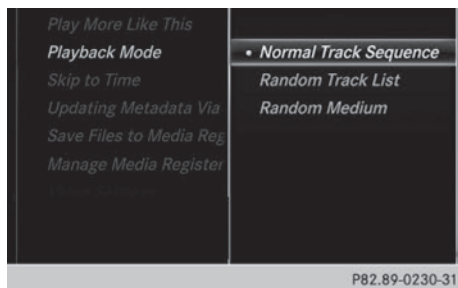 Play More Like This
Playback Mode
Skip to Time
Updating Metadata Via
Save Files to Media Reg
Manage Media Register
Normal Track Sequence
Random Track List
Random Medium
P82.89-0230-31